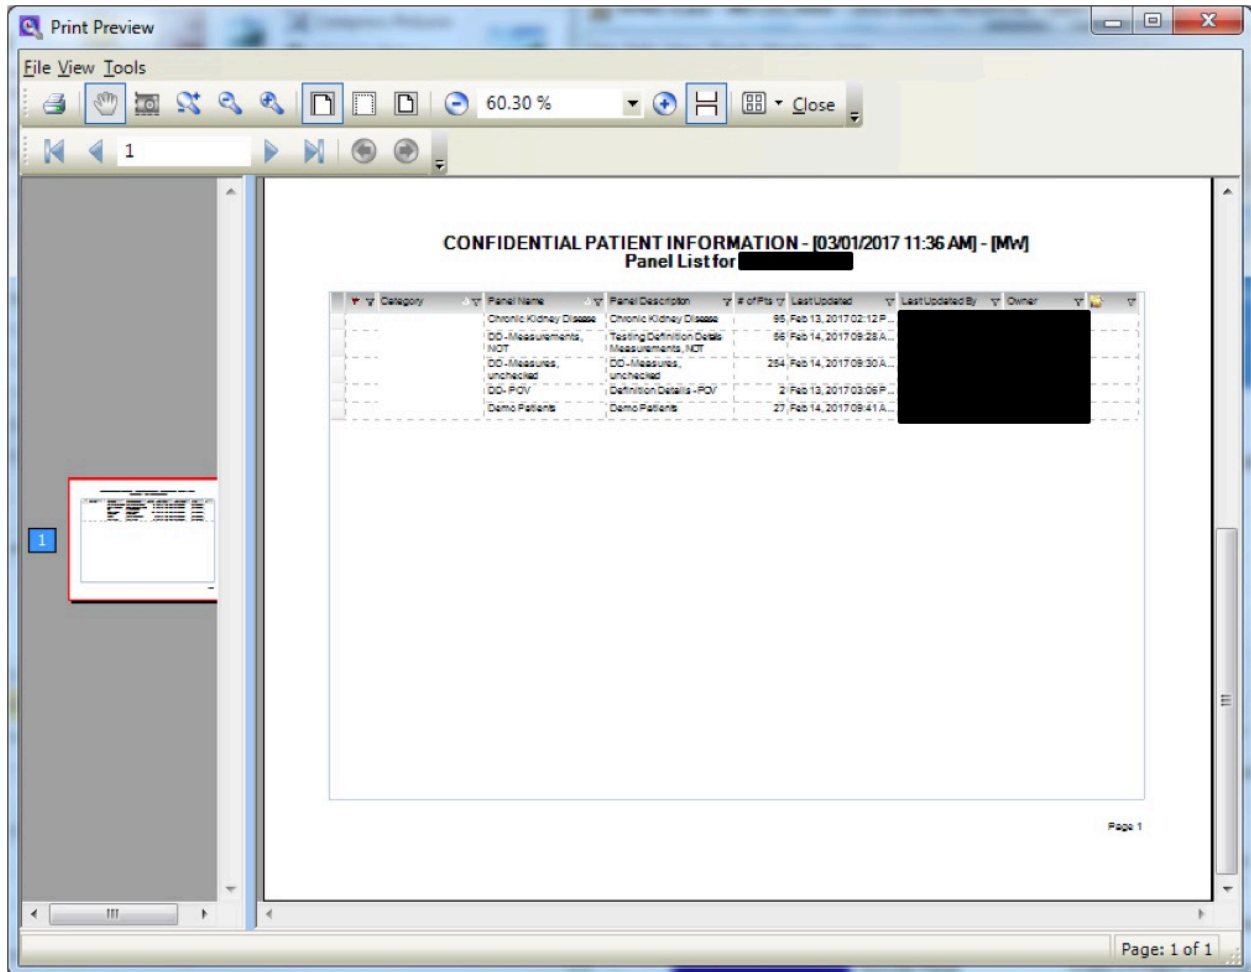 Print Preview
File View Tools
60.30 % Close
1
CONFIDENTIAL PATIENT INFORMATION - [03/01/2017 11:36 AM] - [MW]
Panel List for
Category Panel Name Panel Description # of Pts Last Updated Last Updated By Owner
Chronic Kidney Disease Chronic Kidney Disease 95 Feb 13, 2017 02:12 P...
DD - Measurements, Testing Definition Details 56 Feb 14, 2017 09:28 A...
NOT Measurements, NOT
DD - Measures, DD - Measures, 254 Feb 14, 2017 09:30 A...
unchecked unchecked
DD - POV Definition Details - POV 2 Feb 13, 2017 03:06 P...
Demo Patients Demo Patients 27 Feb 14, 2017 09:41 A...
1
Page 1
Page: 1 of 1